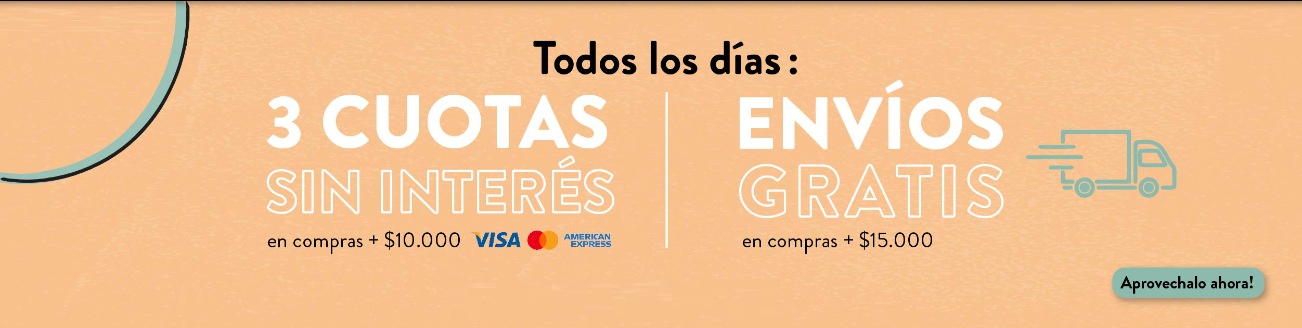 Todos los días:
3 CUOTAS
SIN INTERÉS
en compras + $10.000 VISA AMERICAN EXPRESS
ENVÍOS
GRATIS
en compras + $15.000
Aprovechalo ahora!